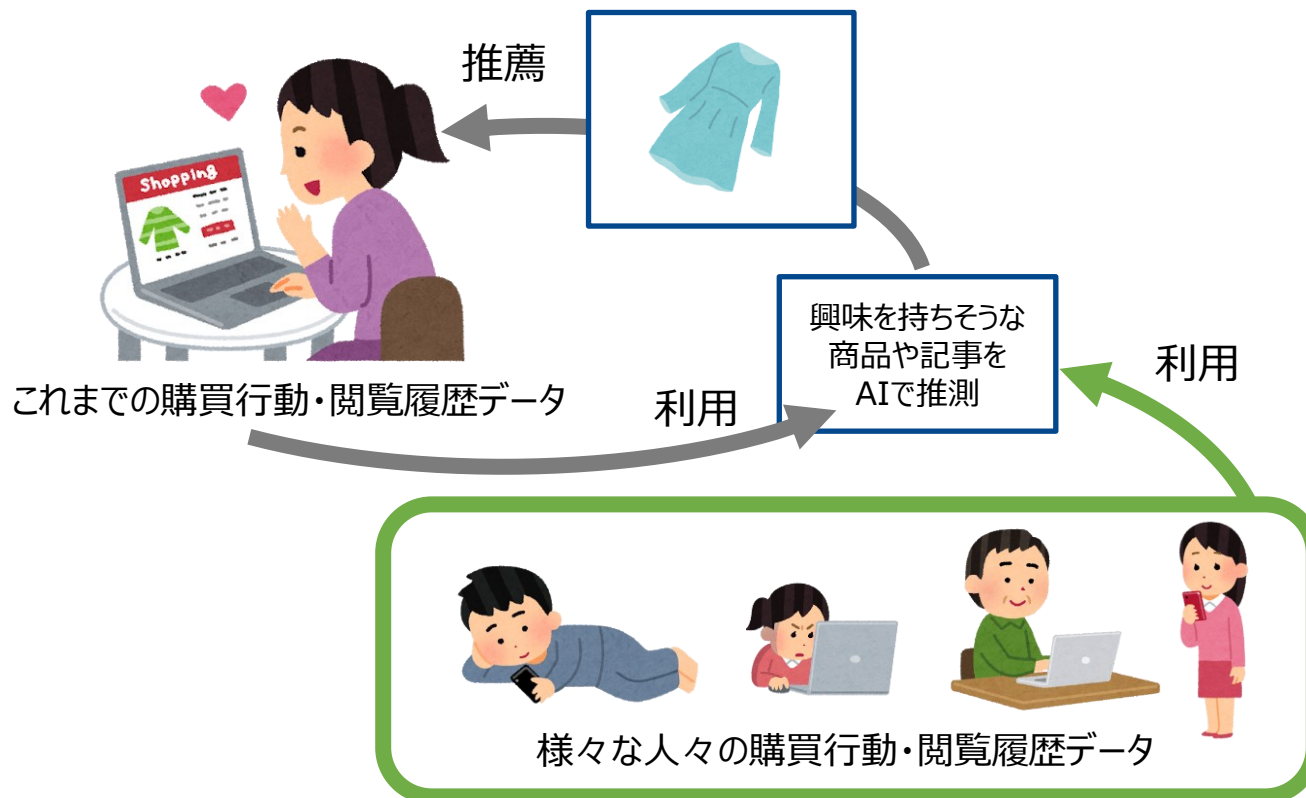 推薦
Shopping
興味を持ちそうな
商品や記事を
AIで推測
利用
これまでの購買行動・閲覧履歴データ
利用
様々な人々の購買行動・閲覧履歴データ